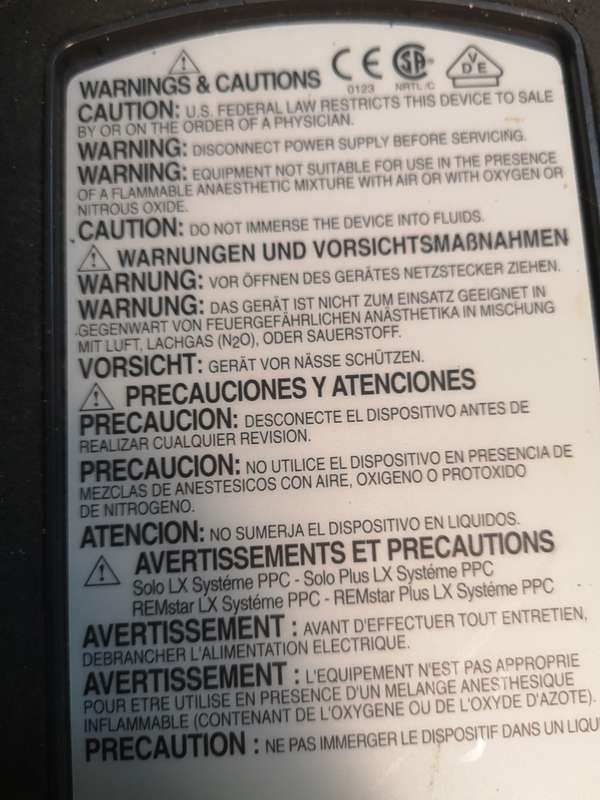 WARNINGS & CAUTIONS
CE
0123
SA
NRTL /C
VDE
CAUTION: U.S. FEDERAL LAW RESTRICTS THIS DEVICE TO SALE
BY OR ON THE ORDER OF A PHYSICIAN.
WARNING: DISCONNECT POWER SUPPLY BEFORE SERVICING.
WARNING: EQUIPMENT NOT SUITABLE FOR USE IN THE PRESENCE
OF A FLAMMABLE ANAESTHETIC MIXTURE WITH AIR OR WITH OXYGEN OR
NITROUS OXIDE.
CAUTION: DO NOT IMMERSE THE DEVICE INTO FLUIDS.
WARNUNGEN UND VORSICHTSMAßNAHMEN
WARNUNG: VOR ÖFFNEN DES GERÄTES NETZSTECKER ZIEHEN.
WARNUNG: DAS GERÄT IST NICHT ZUM EINSATZ GEEIGNET IN
GEGENWART VON FEUERGEFÄHRLICHEN ANÄSTHETIKA IN MISCHUNG
MIT LUFT, LACHGAS (N2O), ODER SAUERSTOFF.
VORSICHT: GERÄT VOR NÄSSE SCHÜTZEN.
PRECAUCIONES Y ATENCIONES
PRECAUCION: DESCONECTE EL DISPOSITIVO ANTES DE
REALIZAR CUALQUIER REVISION.
PRECAUCION: NO UTILICE EL DISPOSITIVO EN PRESENCIA DE
MEZCLAS DE ANESTESICOS CON AIRE, OXIGENO O PROTOXIDO
DE NITROGENO.
ATENCION: NO SUMERJA EL DISPOSITIVO EN LIQUIDOS.
AVERTISSEMENTS ET PRECAUTIONS
Solo LX Systéme PPC - Solo Plus LX Systéme PPC
REMstar LX Systéme PPC - REMstar Plus LX Systéme PPC
AVERTISSEMENT : AVANT D'EFFECTUER TOUT ENTRETIEN,
DEBRANCHER L'ALIMENTATION ELECTRIQUE.
AVERTISSEMENT : L'EQUIPEMENT N'EST PAS APPROPRIE
POUR ETRE UTILISE EN PRESENCE D'UN MELANGE ANESTHESIQUE
INFLAMMABLE (CONTENANT DE L'OXYGENE OU DE L'OXYDE D'AZOTE).
PRECAUTION : NE PAS IMMERGER LE DISPOSITIF DANS UN LIQU